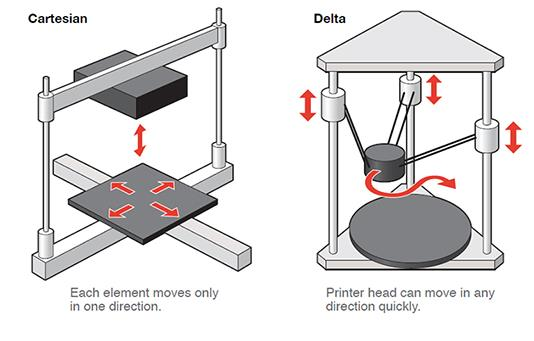 Cartesian
Each element moves only
in one direction.
Delta
Printer head can move in any
direction quickly.